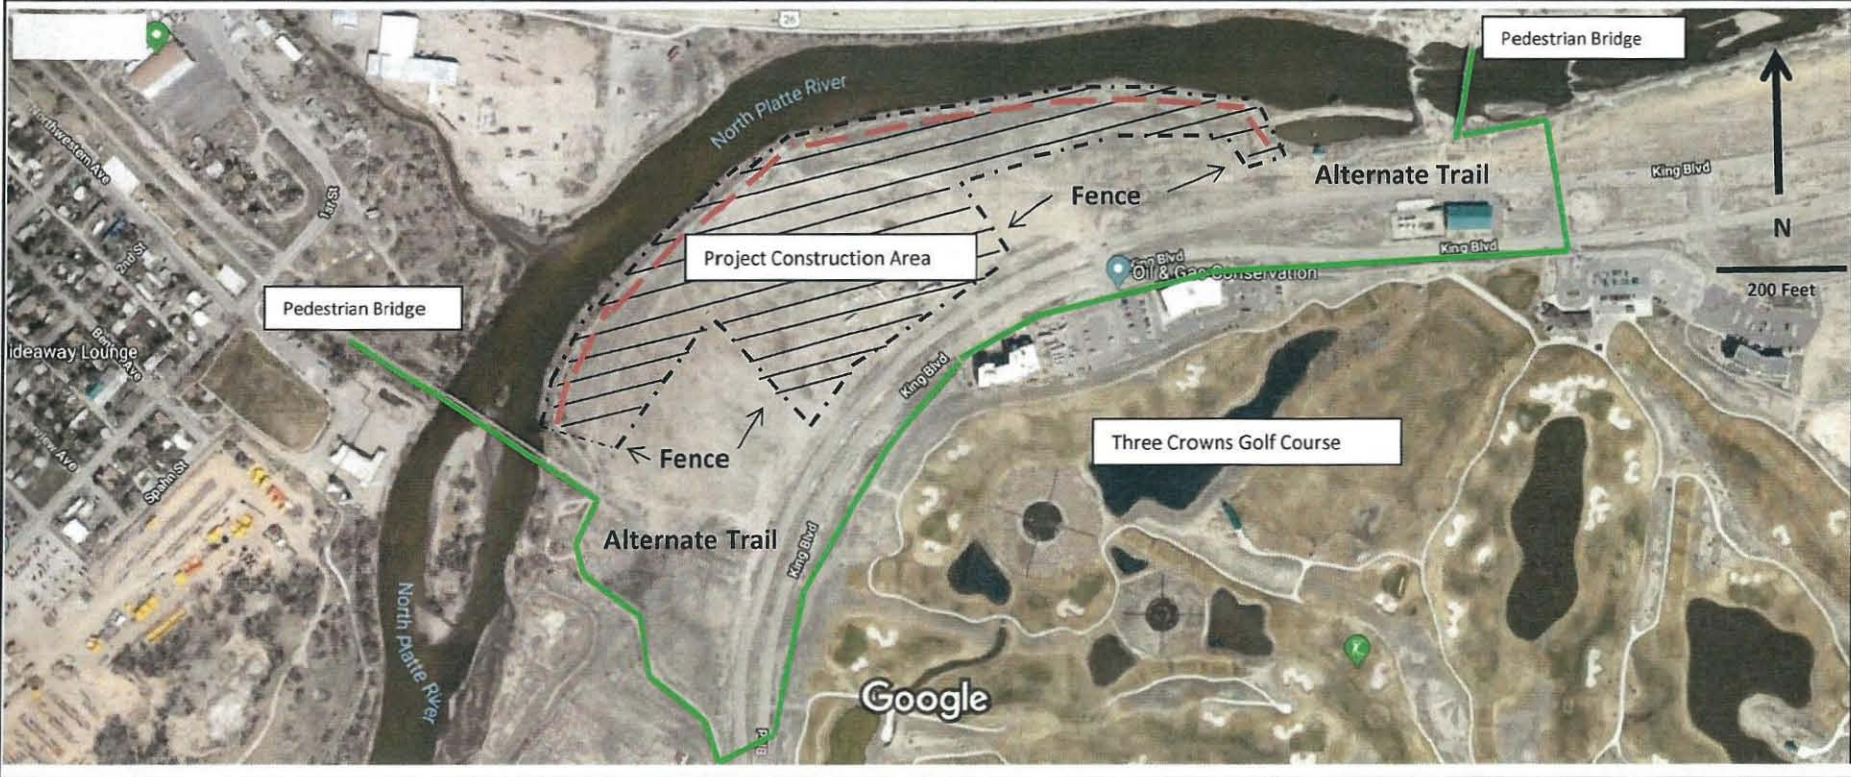 26
Pedestrian Bridge
North Platte River
Northwestern Ave
1st St
Alternate Trail
King Blvd
Fence
N
2nd St
Project Construction Area
King Blvd
Oil & Gas Conservation
200 Feet
Pedestrian Bridge
ideaway Lounge
King Blvd
Three Crowns Golf Course
Fence
Spahn St
Alternate Trail
King Blvd
North Platte River
Google